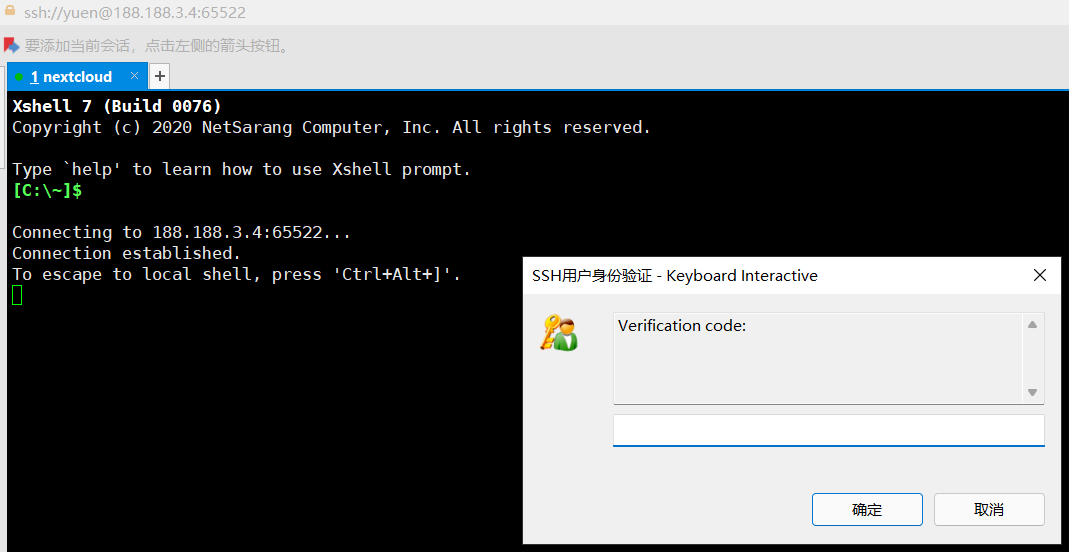 ssh://yuen@188.188.3.4:65522
要添加当前会话，点击左侧的箭头按钮。
1 nextcloud × +
Xshell 7 (Build 0076)
Copyright (c) 2020 NetSarang Computer, Inc. All rights reserved.
Type `help' to learn how to use Xshell prompt.
[C:\~]$
Connecting to 188.188.3.4:65522...
Connection established.
To escape to local shell, press 'Ctrl+Alt+]'.
SSH用户身份验证 - Keyboard Interactive
Verification code:
确定 取消